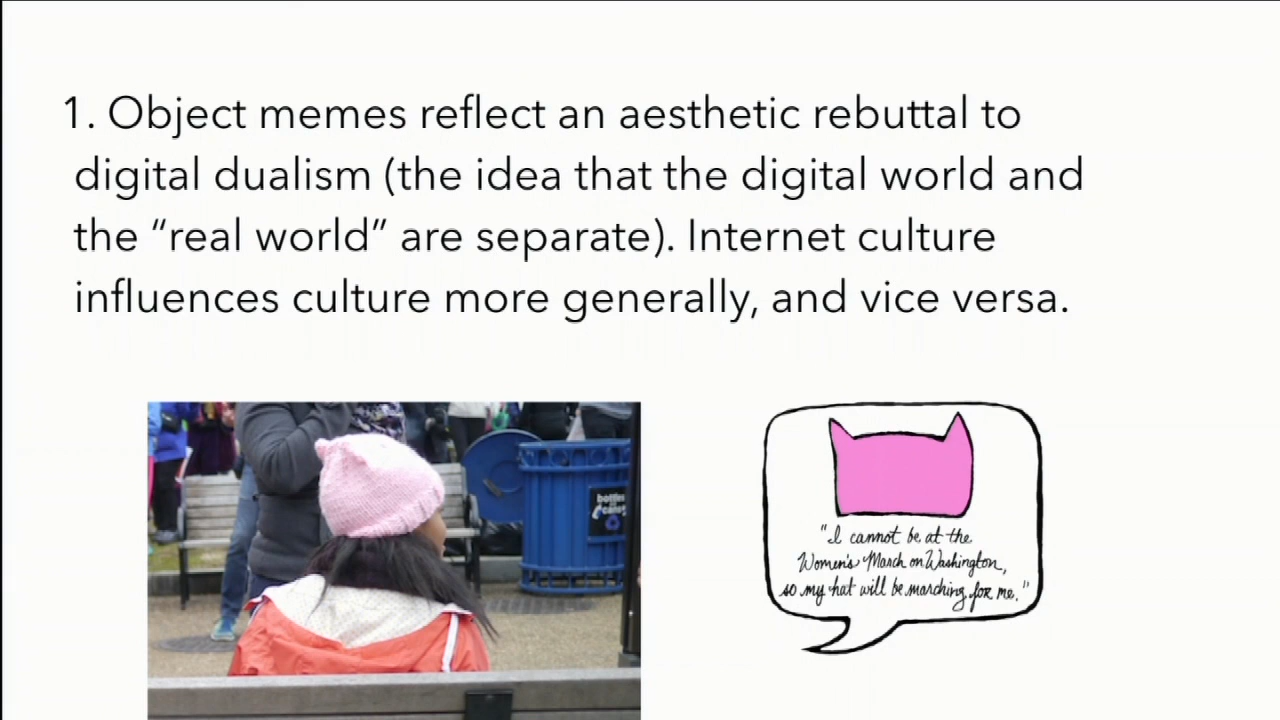 1. Object memes reflect an aesthetic rebuttal to
digital dualism (the idea that the digital world and
the “real world” are separate). Internet culture
influences culture more generally, and vice versa.
bottles
cans
"I cannot be at the
Women's March on Washington,
so my hat will be marching for me."